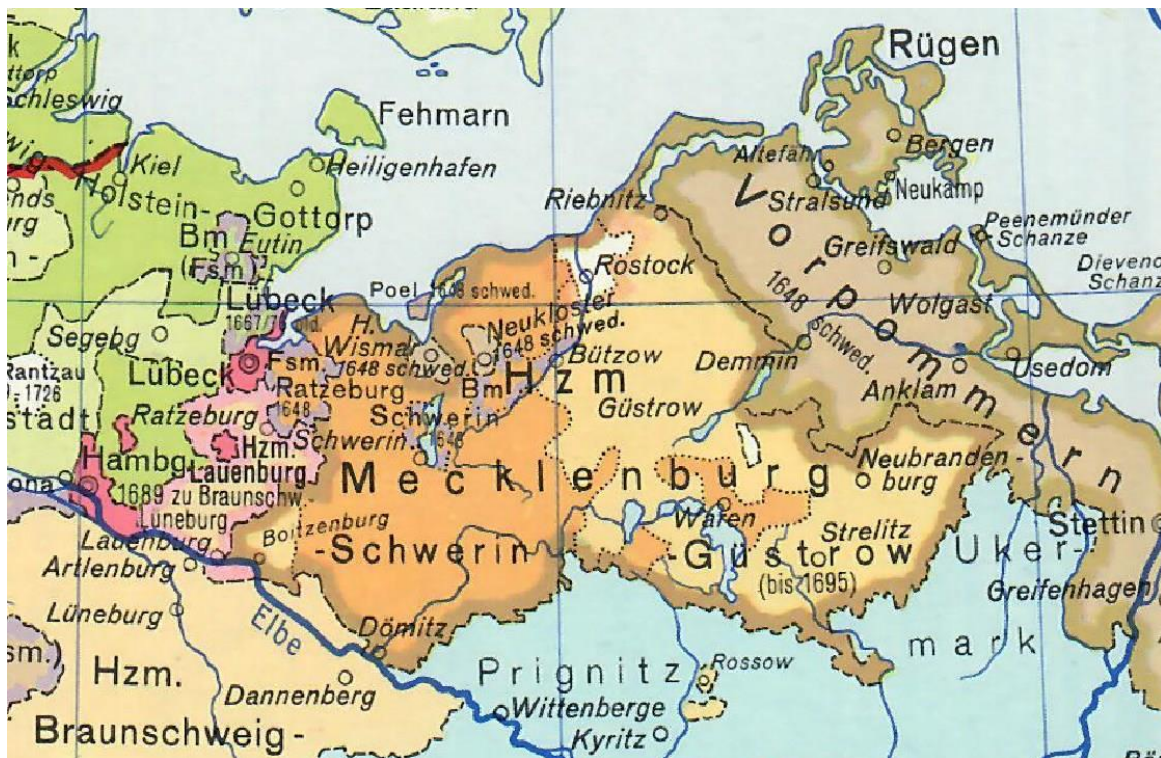 Rügen
Schleswig
Fehmarn
Kiel
Heiligenhafen
Holstein-
Gottorp
Bm
Eutin
(Fsm.)
Bergen
Altefähr
Stralsund
Neukamp
Riebnitz
Peenemünder
Schanze
Greifswald
Rostock
Wolgast
Vorpommern
1648 schwed.
Lübeck
Poel 1648 schwed.
Neukloster
1648 schwed.
H.
Wismar
1648 schwed.
Segebg
Lübeck
Fsm.
Ratzeburg
1648
Bm
Schwerin
1648
Bützow
Hzm
Güstrow
Demmin
Anklam
Usedom
Rantzau
1726
Ratzeburg
Schwerin
Hambg.
Hzm.
Lauenburg
1689 zu Braunschw.-
Lüneburg
Mecklenburg
Neubranden-
burg
Boitzenburg
-Schwerin
Waren
Strelitz
-Güstrow
(bis 1695)
Uker-
mark
Stettin
Greifenhagen
Lauenburg
Artlenburg
Lüneburg
Elbe
Dömitz
Prignitz
Rossow
Hzm.
Dannenberg
Wittenberge
Kyritz
Braunschweig-